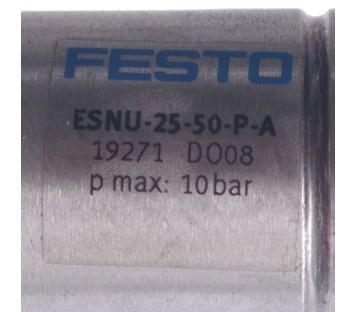 FESTO
ESNU-25-50-P-A
19271 DO08
p max: 10bar